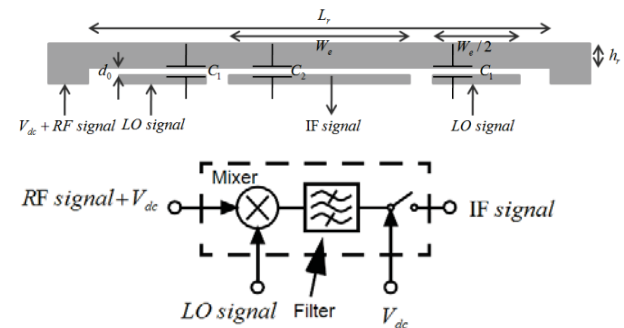 L_r
W_e
W_e / 2
h_r
d_0
C_1
C_2
C_1
V_dc + RF signal
LO signal
IF signal
LO signal
Mixer
RF signal+V_dc
IF signal
LO signal
Filter
V_dc